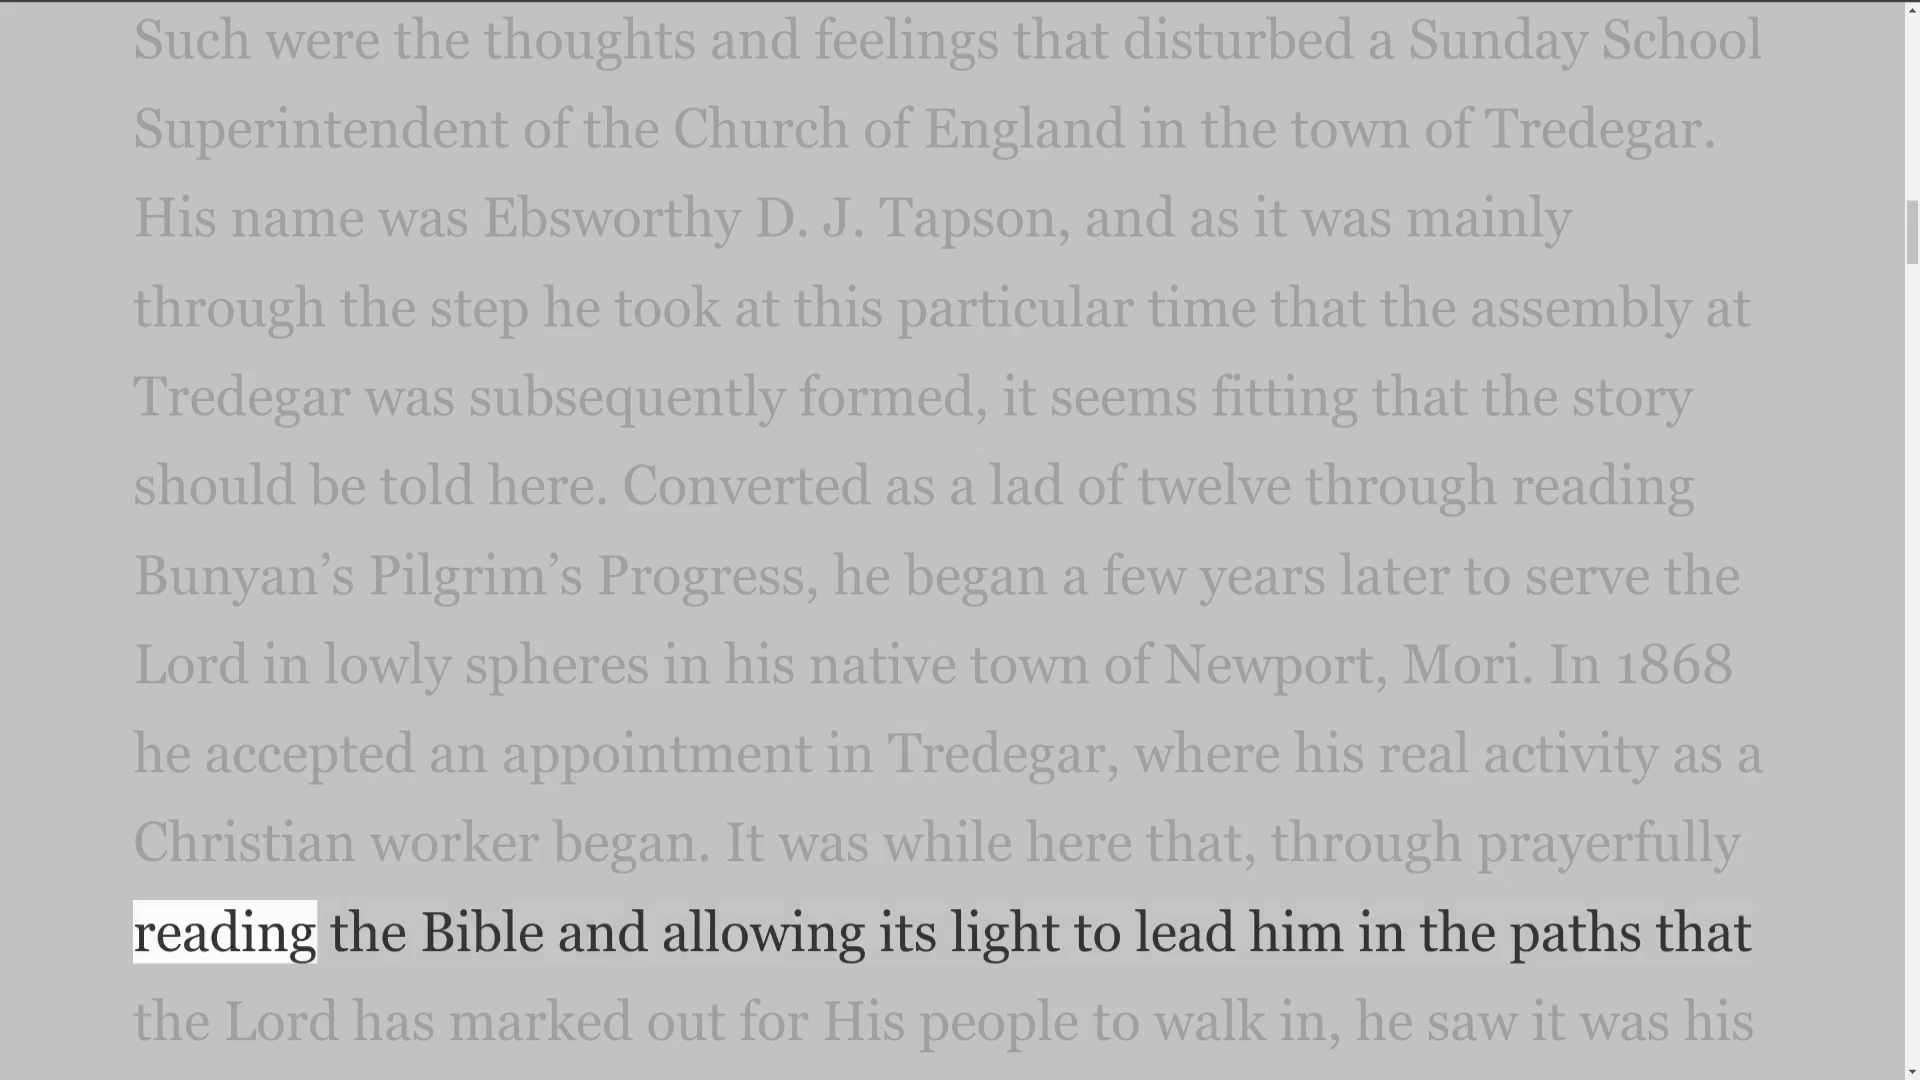 Such were the thoughts and feelings that disturbed a Sunday School
Superintendent of the Church of England in the town of Tredegar.
His name was Ebsworthy D. J. Tapson, and as it was mainly
through the step he took at this particular time that the assembly at
Tredegar was subsequently formed, it seems fitting that the story
should be told here. Converted as a lad of twelve through reading
Bunyan’s Pilgrim’s Progress, he began a few years later to serve the
Lord in lowly spheres in his native town of Newport, Mori. In 1868
he accepted an appointment in Tredegar, where his real activity as a
Christian worker began. It was while here that, through prayerfully
reading the Bible and allowing its light to lead him in the paths that
the Lord has marked out for His people to walk in, he saw it was his